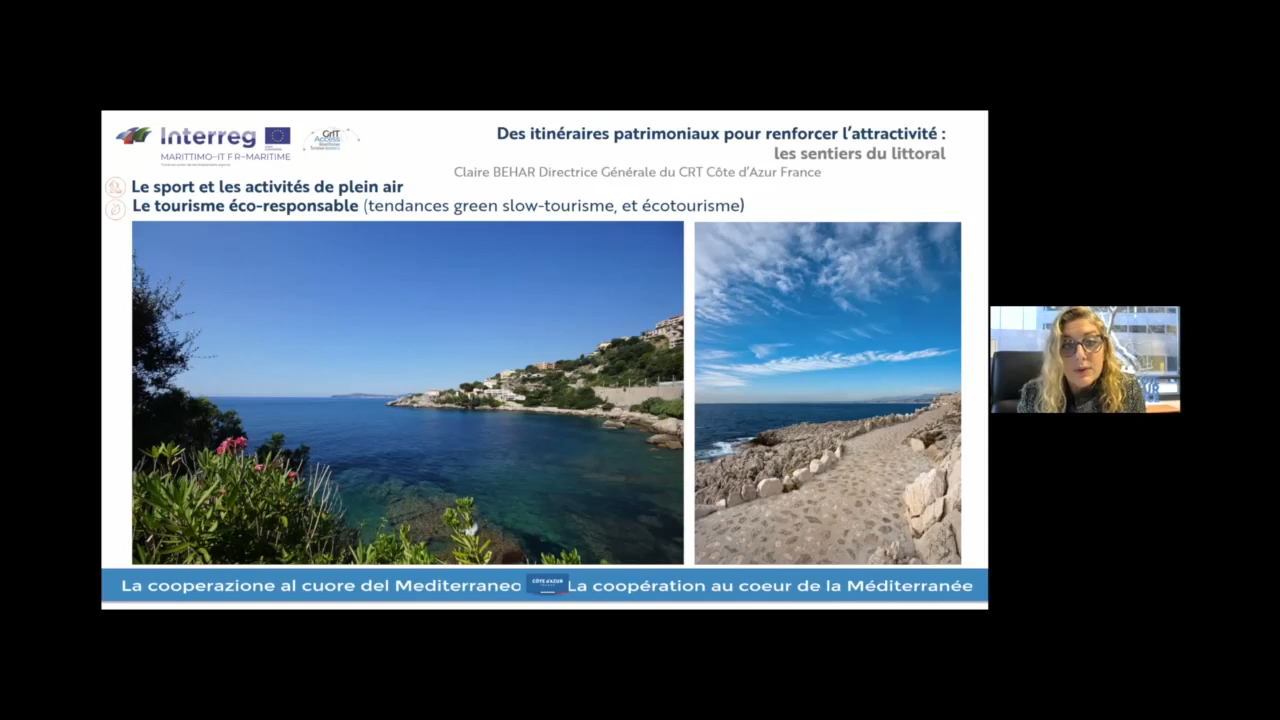 Interreg
MARITTIMO-IT FR-MARITIME
CrIT
Access
Des itinéraires patrimoniaux pour renforcer l'attractivité :
les sentiers du littoral
Claire BEHAR Directrice Générale du CRT Côte d'Azur France
Le sport et les activités de plein air
Le tourisme éco-responsable (tendances green slow-tourisme, et écotourisme)
La cooperazione al cuore del Mediterraneo
CÔTE D'AZUR
La coopération au coeur de la Méditerranée